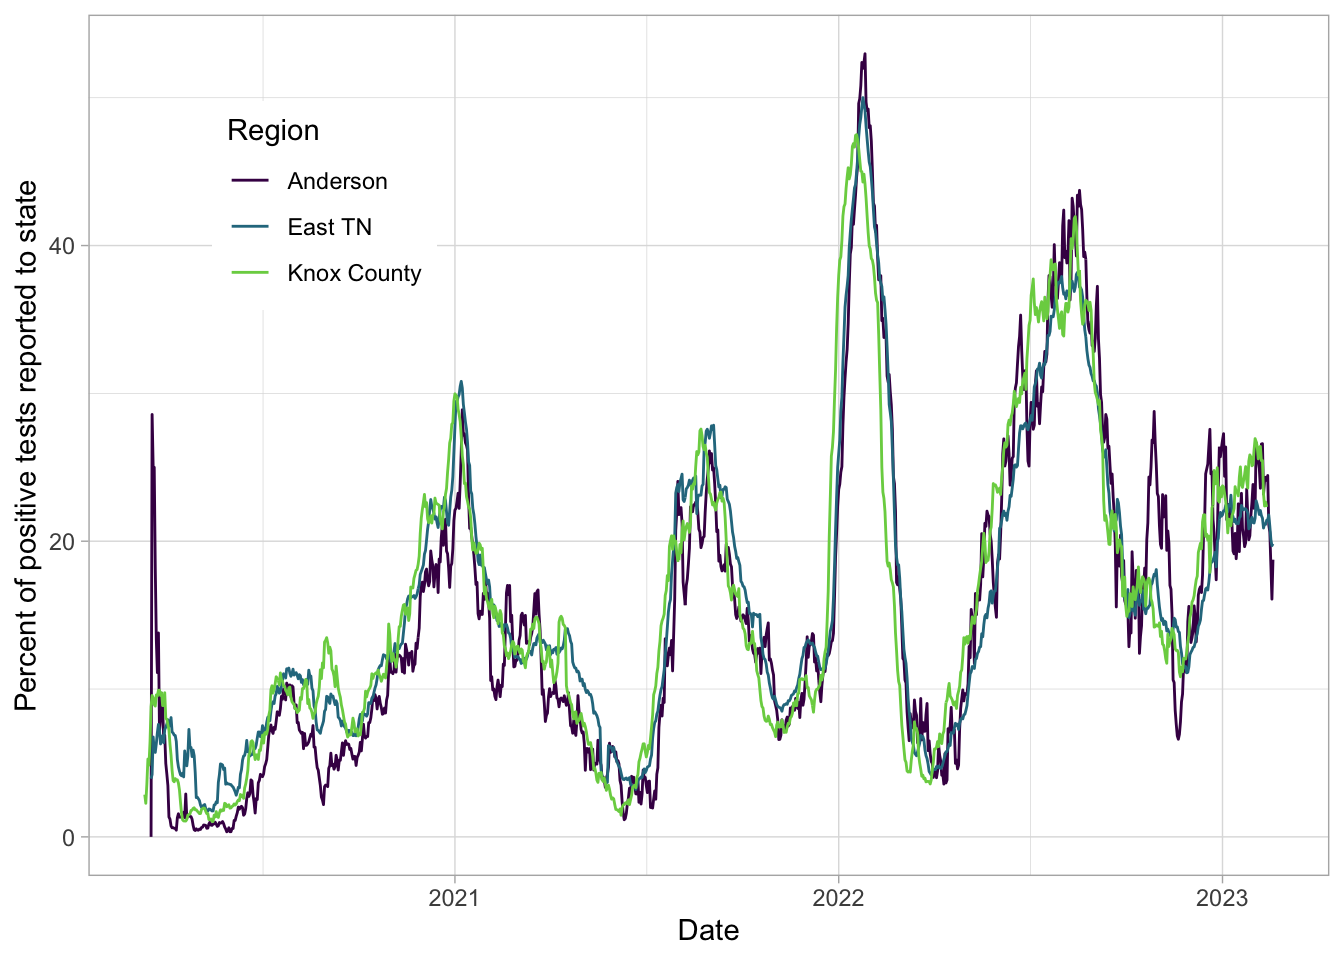 Region
Anderson
East TN
Knox County
Percent of positive tests reported to state
40
20
0
2021
2022
2023
Date